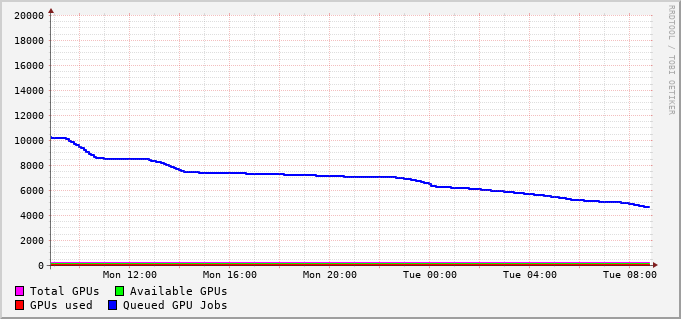 20000
18000
16000
14000
12000
10000
8000
6000
4000
2000
0
Mon 12:00 Mon 16:00 Mon 20:00 Tue 00:00 Tue 04:00 Tue 08:00
Total GPUs Available GPUs
GPUs used Queued GPU Jobs
RRDTOOL / TOBI OETIKER